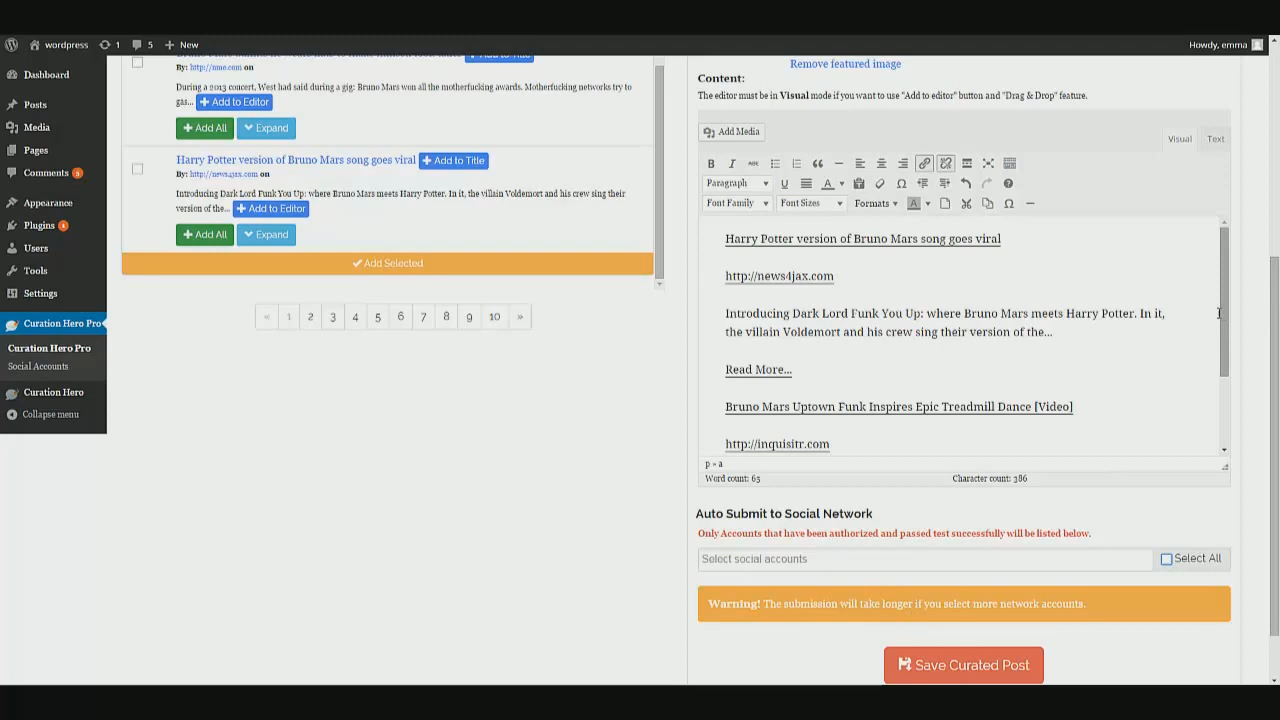 wordpress 1 5 New Howdy, emma
Dashboard
Posts
Media
Pages
Comments 5
Appearance
Plugins 1
Users
Tools
Settings
Curation Hero Pro
Curation Hero Pro
Social Accounts
Curation Hero
Collapse menu
By: http://nme.com on
During a 2013 concert, West had said during a gig: Bruno Mars won all the motherfucking awards. Motherfucking networks try to
gas... Add to Editor
Add All Expand
Harry Potter version of Bruno Mars song goes viral Add to Title
By: http://news4jax.com on
Introducing Dark Lord Funk You Up: where Bruno Mars meets Harry Potter. In it, the villain Voldemort and his crew sing their
version of the... Add to Editor
Add All Expand
Add Selected
« 1 2 3 4 5 6 7 8 9 10 »
Remove featured image
Content:
The editor must be in Visual mode if you want to use "Add to editor" button and "Drag & Drop" feature.
Add Media
Visual Text
Paragraph
Font Family Font Sizes Formats
Harry Potter version of Bruno Mars song goes viral
http://news4jax.com
Introducing Dark Lord Funk You Up: where Bruno Mars meets Harry Potter. In it,
the villain Voldemort and his crew sing their version of the...
Read More...
Bruno Mars Uptown Funk Inspires Epic Treadmill Dance [Video]
http://inquisitr.com
p » a
Word count: 63 Character count: 386
Auto Submit to Social Network
Only Accounts that have been authorized and passed test successfully will be listed below.
Select social accounts Select All
Warning! The submission will take longer if you select more network accounts.
Save Curated Post